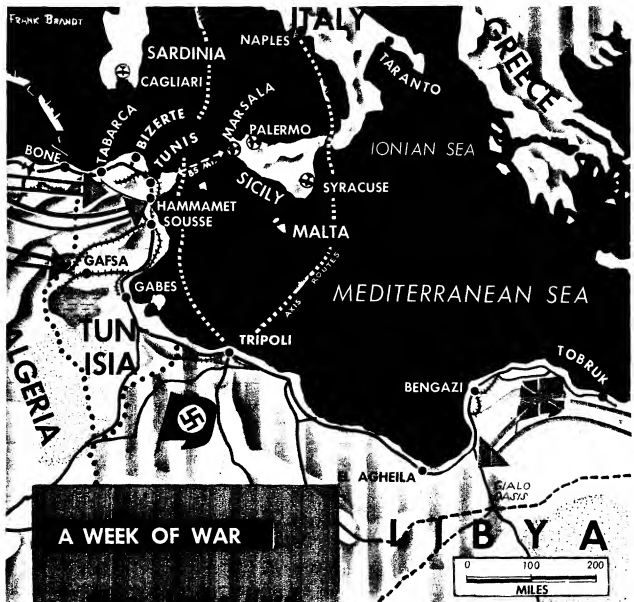 FRANK BRANDT
ITALY
NAPLES
SARDINIA
CAGLIARI
TARANTO
GREECE
MARSALA
PALERMO
BIZERTE
TABARCA
TUNIS
BONE
85 MI.
IONIAN SEA
SICILY
SYRACUSE
HAMMAMET
SOUSSE
MALTA
GAFSA
AXIS ROUTES
GABES
MEDITERRANEAN SEA
TUN
ISIA
TRIPOLI
ALGERIA
TOBRUK
BENGAZI
AGHEILA
GIALO
OASIS
A WEEK OF WAR
LIBYA
0 100 200
MILES